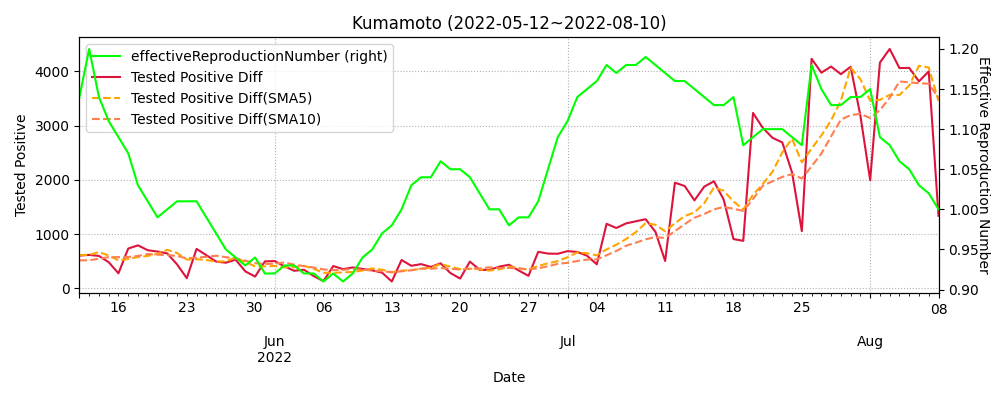 Kumamoto (2022-05-12~2022-08-10)
effectiveReproductionNumber (right)
Tested Positive Diff
Tested Positive Diff(SMA5)
Tested Positive Diff(SMA10)
Tested Positive
4000
3000
2000
1000
0
Effective Reproduction Number
1.20
1.15
1.10
1.05
1.00
0.95
0.90
16 23 30 06 13 20 27 04 11 18 25 08
Jun Jul Aug
2022
Date